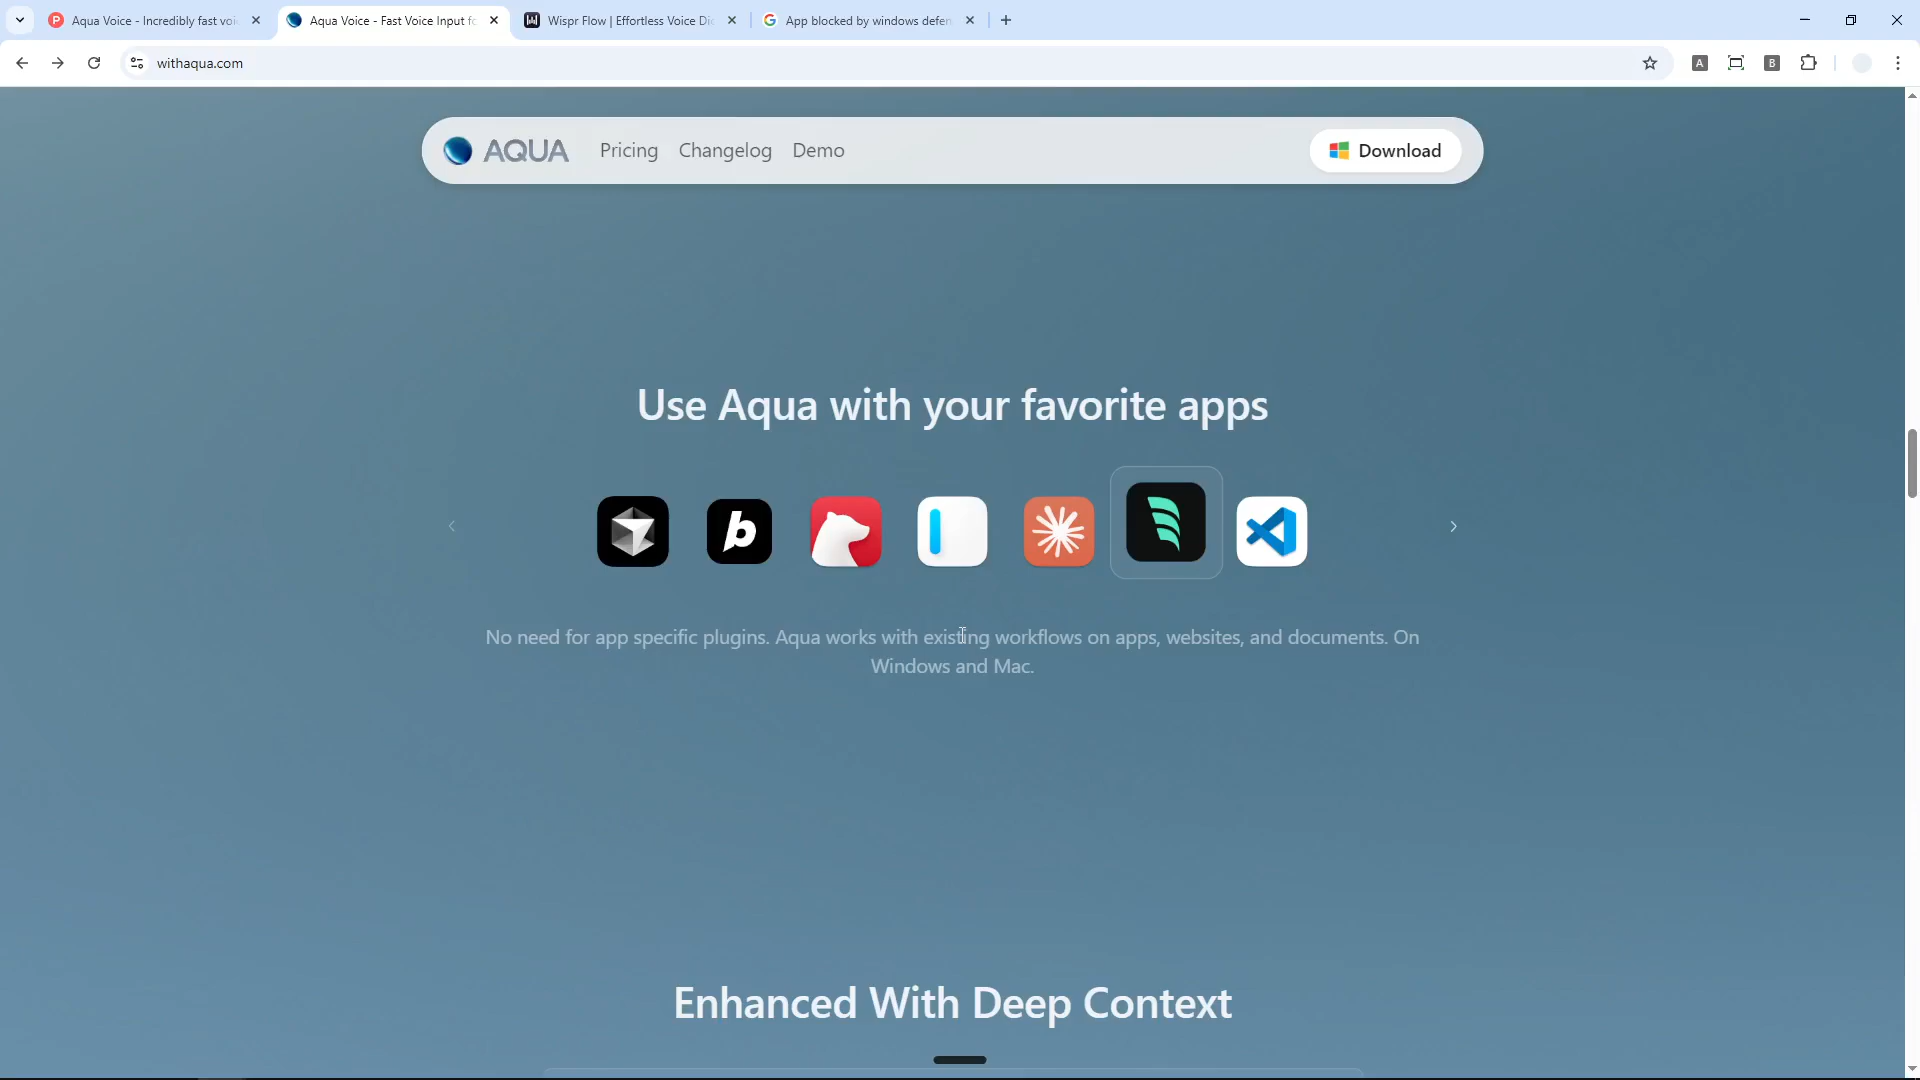 Aqua Voice - Incredibly fast voi
Aqua Voice - Fast Voice Input fo
Wispr Flow | Effortless Voice Dic
App blocked by windows defen
withaqua.com
A
B
AQUA
Pricing
Changelog
Demo
Download
Use Aqua with your favorite apps
b
No need for app specific plugins. Aqua works with existing workflows on apps, websites, and documents. On
Windows and Mac.
Enhanced With Deep Context